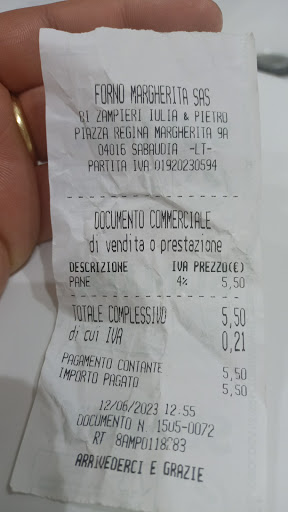 FORNO MARGHERITA SAS
DI ZAMPIERI IULIA & PIETRO
PIAZZA REGINA MARGHERITA 9A
04016 SABAUDIA -LT-
PARTITA IVA 01920230594
DOCUMENTO COMMERCIALE
di vendita o prestazione
DESCRIZIONE IVA PREZZO(€)
PANE 4% 5,50
TOTALE COMPLESSIVO 5,50
di cui IVA 0,21
PAGAMENTO CONTANTE 5,50
IMPORTO PAGATO 5,50
12/06/2023 12:55
DOCUMENTO N. 1505-0072
RT 8AMPD118283
ARRIVEDERCI E GRAZIE